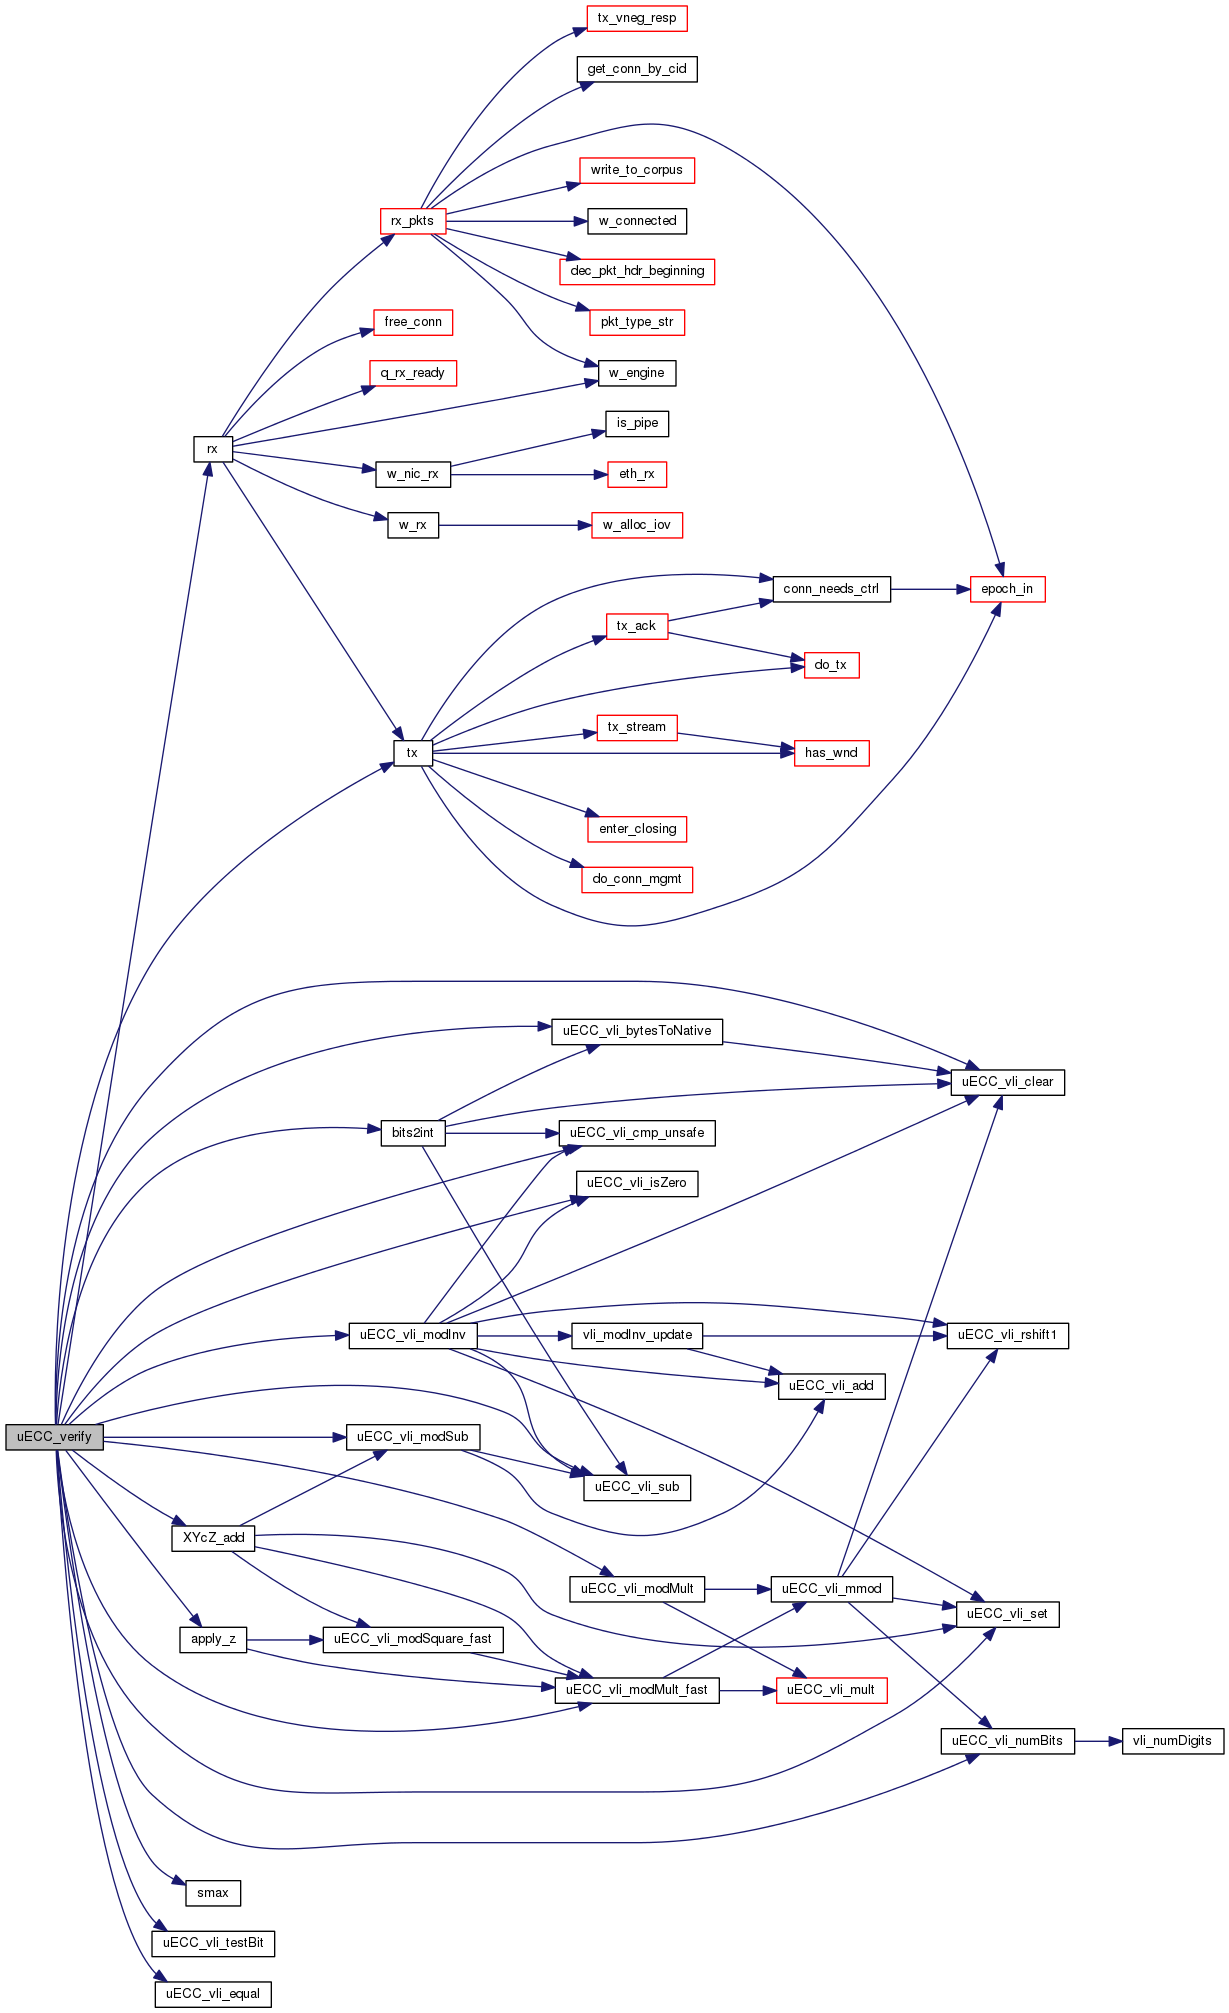 tx_vneg_resp
get_conn_by_cid
write_to_corpus
rx_pkts
w_connected
dec_pkt_hdr_beginning
free_conn
pkt_type_str
q_rx_ready
w_engine
is_pipe
rx
w_nic_rx
eth_rx
w_rx
w_alloc_iov
conn_needs_ctrl
epoch_in
tx_ack
do_tx
tx_stream
tx
has_wnd
enter_closing
do_conn_mgmt
uECC_vli_bytesToNative
uECC_vli_clear
bits2int
uECC_vli_cmp_unsafe
uECC_vli_isZero
uECC_vli_modInv
vli_modInv_update
uECC_vli_rshift1
uECC_vli_add
uECC_verify
uECC_vli_modSub
uECC_vli_sub
XYcZ_add
uECC_vli_modMult
uECC_vli_mmod
uECC_vli_set
apply_z
uECC_vli_modSquare_fast
uECC_vli_modMult_fast
uECC_vli_mult
uECC_vli_numBits
vli_numDigits
smax
uECC_vli_testBit
uECC_vli_equal